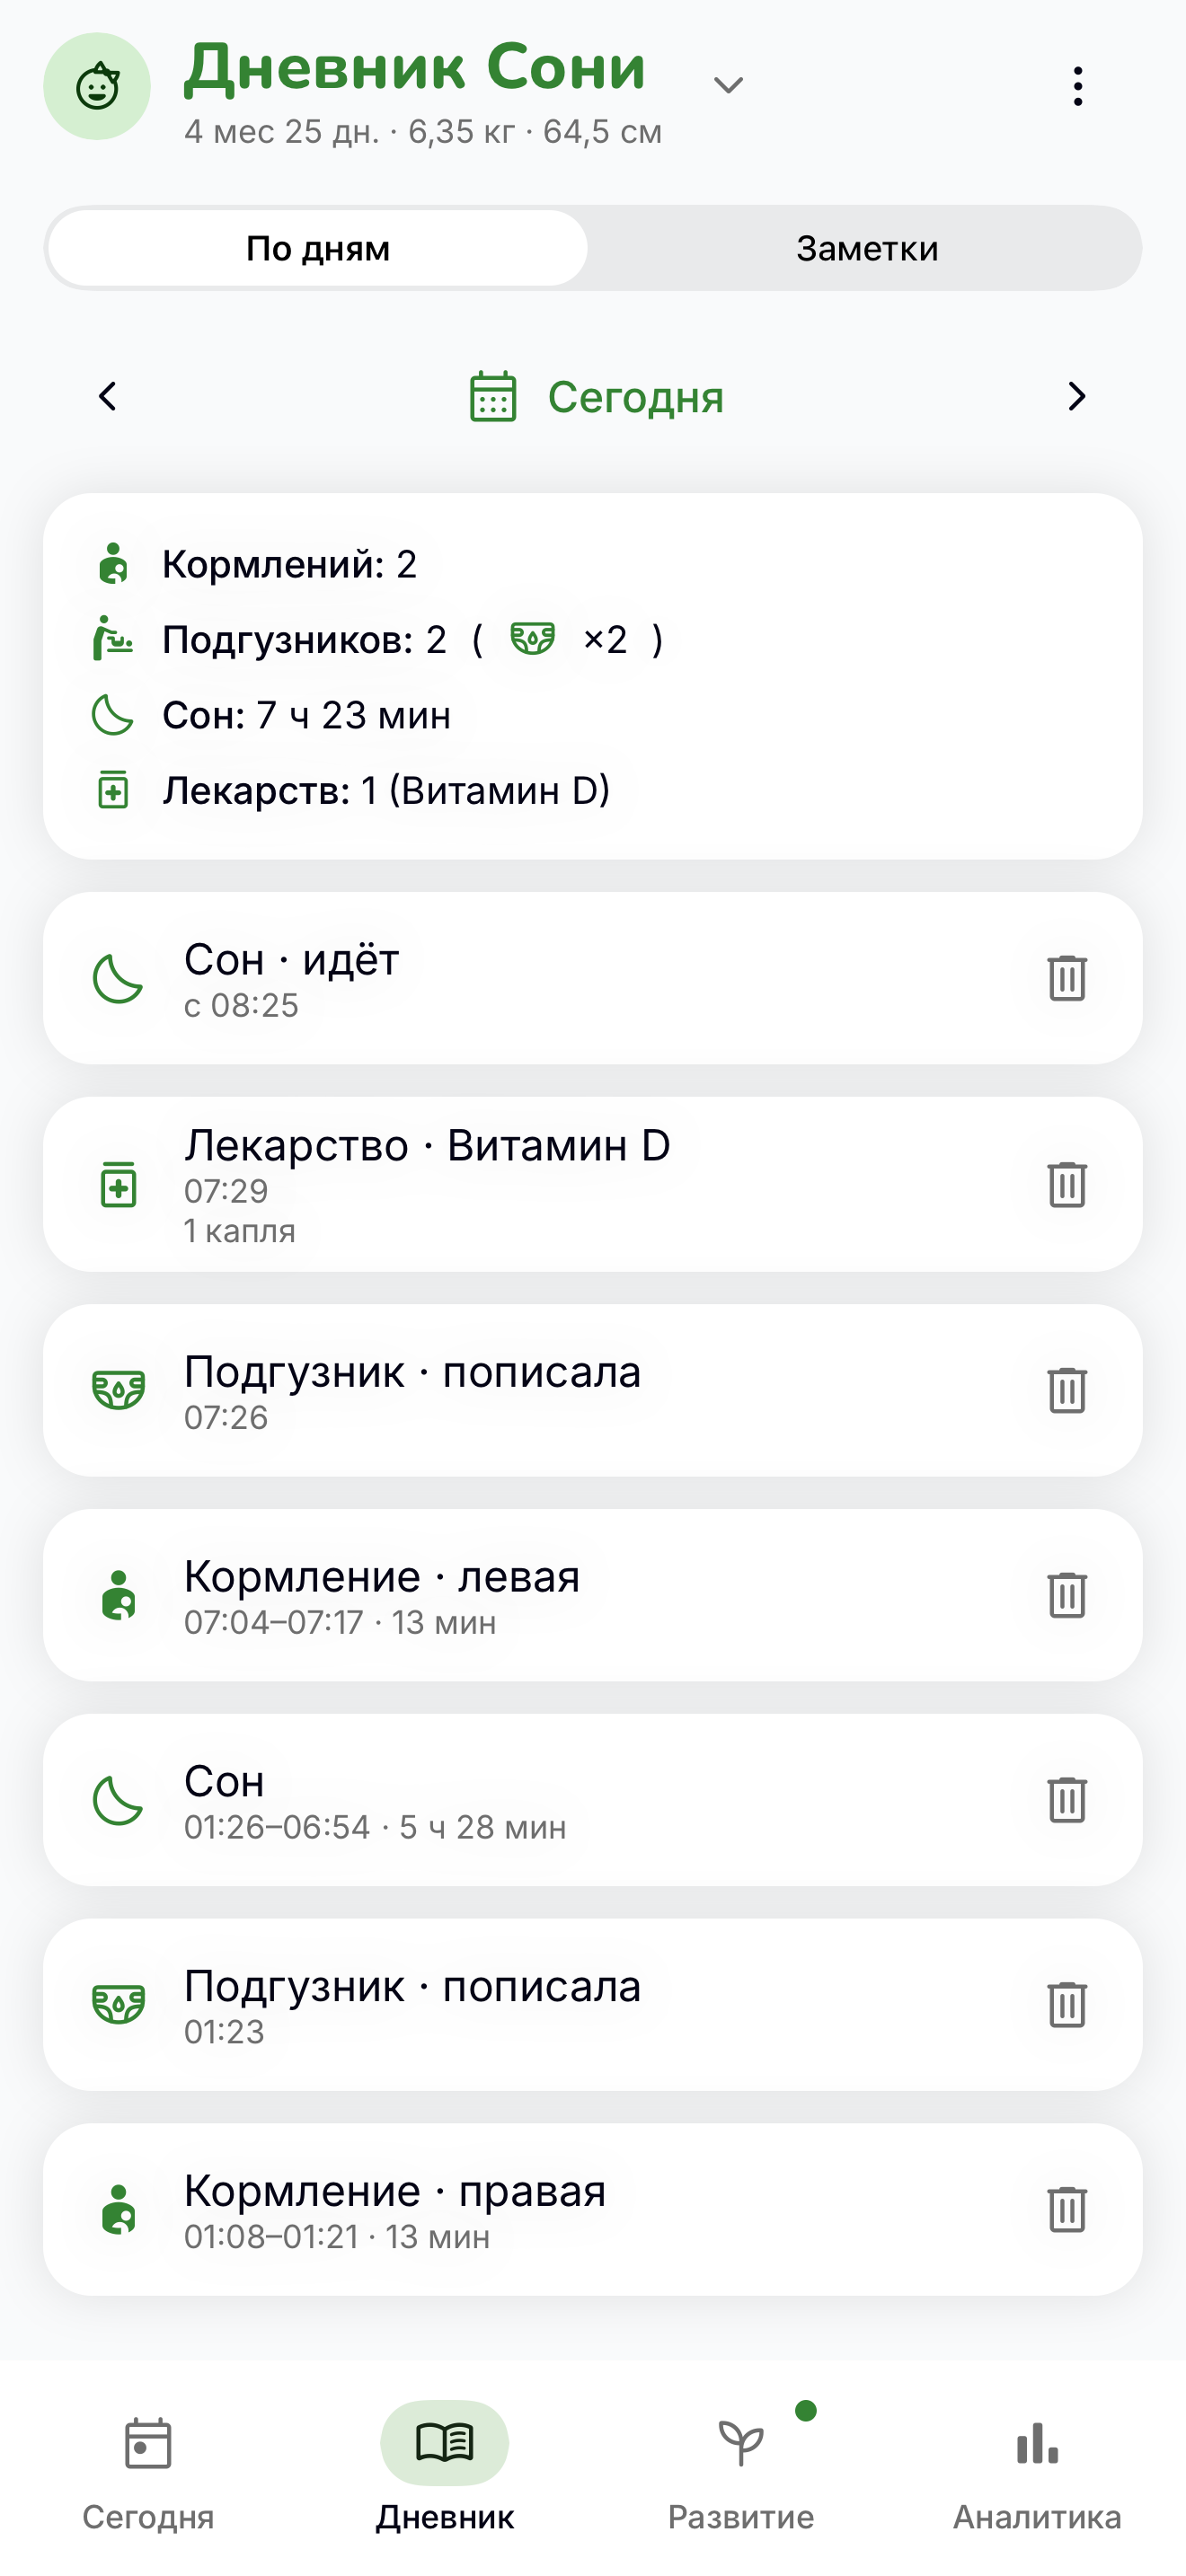 Дневник Сони
4 мес 25 дн. · 6,35 кг · 64,5 см
По дням
Заметки
Сегодня
Кормлений: 2
Подгузников: 2 ( ×2 )
Сон: 7 ч 23 мин
Лекарств: 1 (Витамин D)
Сон · идёт
с 08:25
Лекарство · Витамин D
07:29
1 капля
Подгузник · пописала
07:26
Кормление · левая
07:04–07:17 · 13 мин
Сон
01:26–06:54 · 5 ч 28 мин
Подгузник · пописала
01:23
Кормление · правая
01:08–01:21 · 13 мин
Сегодня
Дневник
Развитие
Аналитика